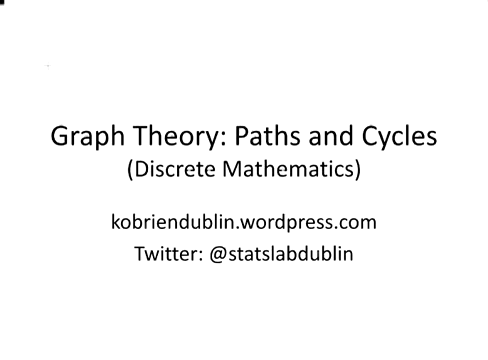 Graph Theory: Paths and Cycles
(Discrete Mathematics)
kobriendublin.wordpress.com
Twitter: @statslabdublin